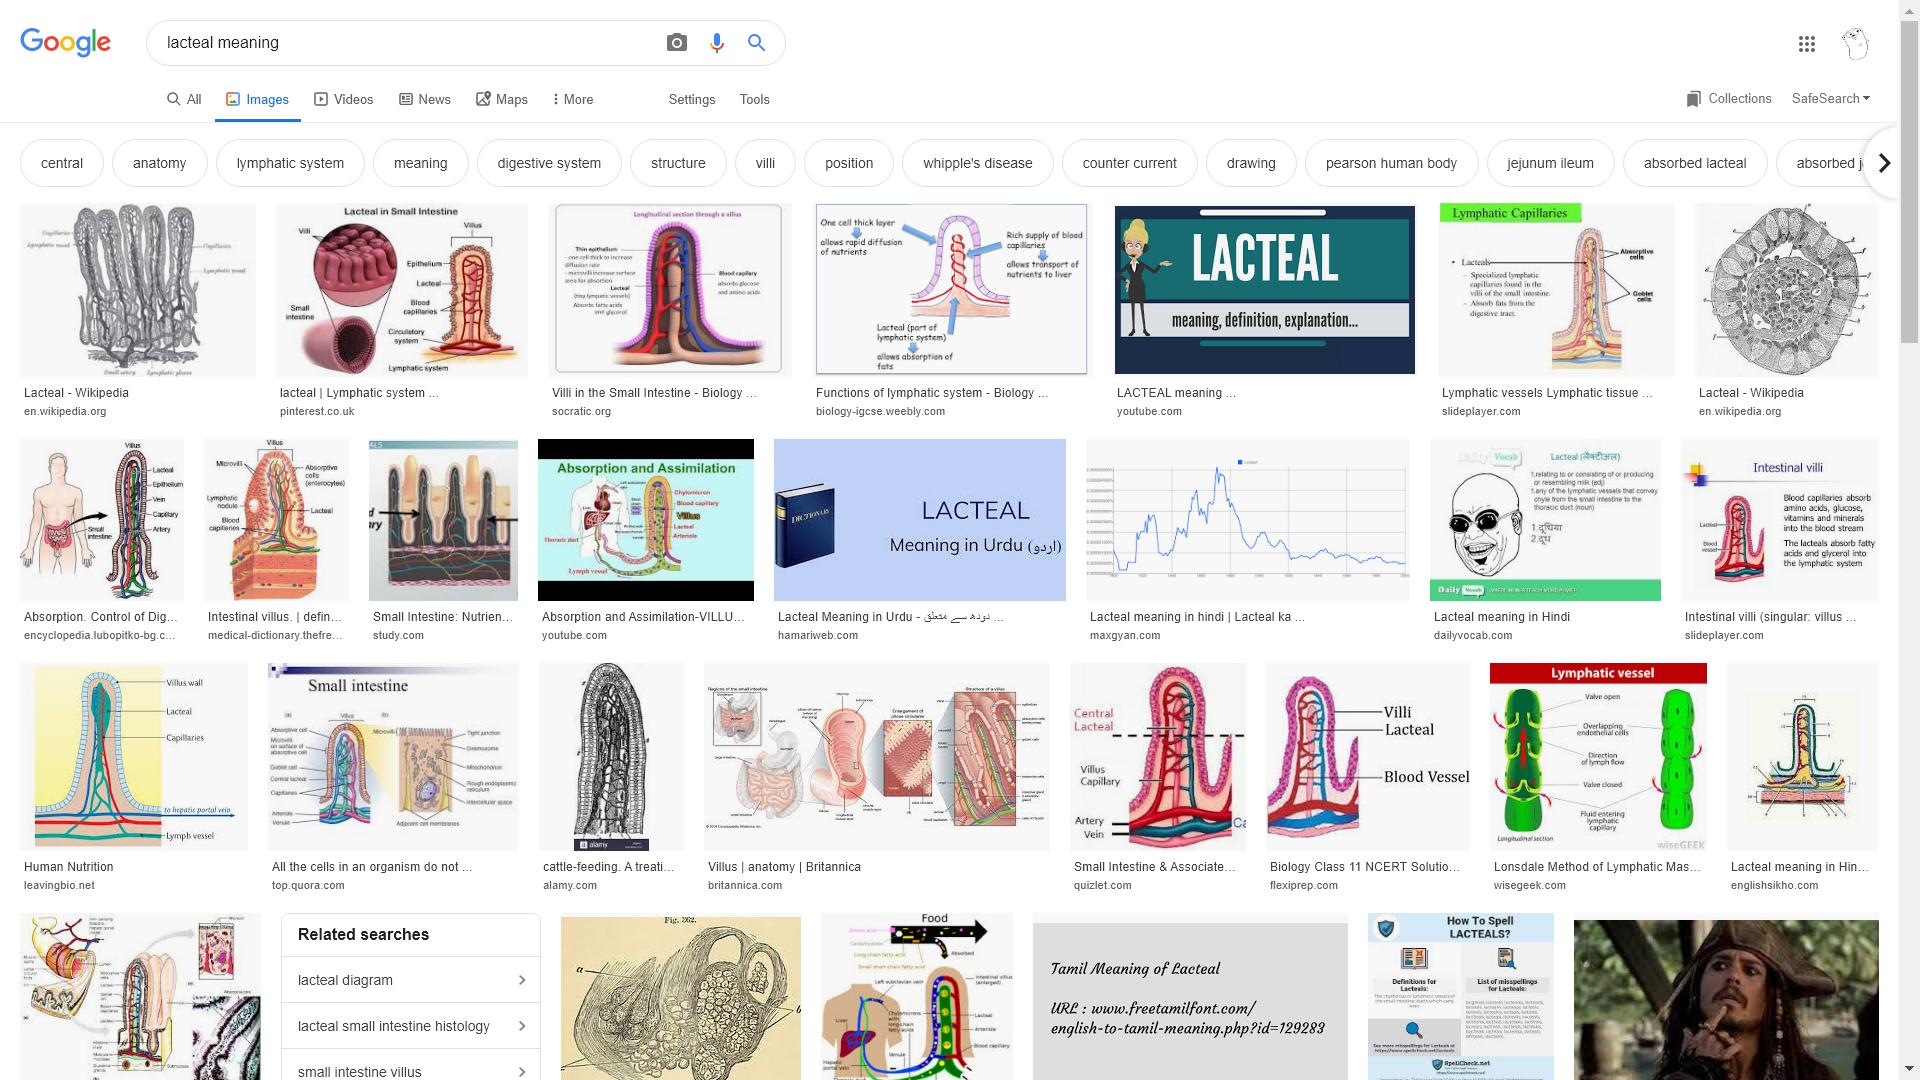 Google
lacteal meaning
All
Images
Videos
News
Maps
More
Settings
Tools
Collections
SafeSearch
central
anatomy
lymphatic system
meaning
digestive system
structure
villi
position
whipple's disease
counter current
drawing
pearson human body
jejunum ileum
absorbed lacteal
absorbed
Lacteal in Small Intestine
Villi
Villus
Epithelium
Lacteal
Blood
capillaries
Small
intestine
Circulatory
system
Lymphatic system
Longitudinal section through a villus
Thin epithelium
Lacteal
Blood capillary
One cell thick layer
allows rapid diffusion
of nutrients
Rich supply of blood
capillaries
allows transport of
nutrients to liver
Lacteal (part of
lymphatic system)
allows absorption of
fats
LACTEAL
meaning, definition, explanation...
Lymphatic Capillaries
Lacteals
Specialized lymphatic
capillaries found in the
villi of the small intestine.
Absorb fats from the
digestive tract.
Absorptive
cells
Goblet
cells
Lacteal - Wikipedia
en.wikipedia.org
lacteal | Lymphatic system ...
pinterest.co.uk
Villi in the Small Intestine - Biology ...
socratic.org
Functions of lymphatic system - Biology ...
biology-igcse.weebly.com
LACTEAL meaning ...
youtube.com
Lymphatic vessels Lymphatic tissue ...
slideplayer.com
Lacteal - Wikipedia
en.wikipedia.org
Villus
Lacteal
Epithelium
Vein
Capillary
Artery
Small
intestine
Villus
Microvilli
Absorptive
cells
(enterocytes)
Lymphatic
nodule
Lacteal
Blood
capillaries
Absorption and Assimilation
Chylomicron
Blood capillary
Villus
Lacteal
Arteriole
Thoracic duct
Lymph vessel
DICTIONARY
LACTEAL
Meaning in Urdu (اردو)
Daily Vocab
Lacteal (लैक्टीअल)
1.relating to or consisting of or producing
or resembling milk (adj)
1.any of the lymphatic vessels that convey
chyle from the small intestine to the
thoracic duct (noun)
1.दूधिया
2.दूध
Daily Vocab
Intestinal villi
Blood capillaries absorb
amino acids, glucose,
vitamins and minerals
into the blood stream
The lacteals absorb fatty
acids and glycerol into
the lymphatic system
Lacteal
Blood
vessel
Absorption. Control of Dig...
encyclopedia.lubopitko-bg.c...
Intestinal villus. | defin...
medical-dictionary.thefre...
Small Intestine: Nutrien...
study.com
Absorption and Assimilation-VILLU...
youtube.com
Lacteal Meaning in Urdu - دودھ سے متعلق ...
hamariweb.com
Lacteal meaning in hindi | Lacteal ka ...
maxgyan.com
Lacteal meaning in Hindi
dailyvocab.com
Intestinal villi (singular: villus ...
slideplayer.com
Villus wall
Lacteal
Capillaries
to hepatic portal vein
Lymph vessel
Small intestine
alamy
Central
Lacteal
Villus
Capillary
Artery
Vein
Villi
Lacteal
Blood Vessel
Lymphatic vessel
Valve open
Overlapping
endothelial cells
Direction
of lymph flow
Valve closed
Fluid entering
lymphatic
capillary
Longitudinal section
wiseGEEK
Human Nutrition
leavingbio.net
All the cells in an organism do not ...
top.quora.com
cattle-feeding. A treati...
alamy.com
Villus | anatomy | Britannica
britannica.com
Small Intestine & Associate...
quizlet.com
Biology Class 11 NCERT Solutio...
flexiprep.com
Lonsdale Method of Lymphatic Mas...
wisegeek.com
Lacteal meaning in Hin...
englishsikho.com
Related searches
lacteal diagram
lacteal small intestine histology
small intestine villus
Fig. 362.
a
Food
Absorbed
Tamil Meaning of Lacteal
URL : www.freetamilfont.com/
english-to-tamil-meaning.php?id=129283
How To Spell
LACTEALS?
Definitions for
Lacteals:
List of misspellings
for Lacteals:
SpellCheck.net